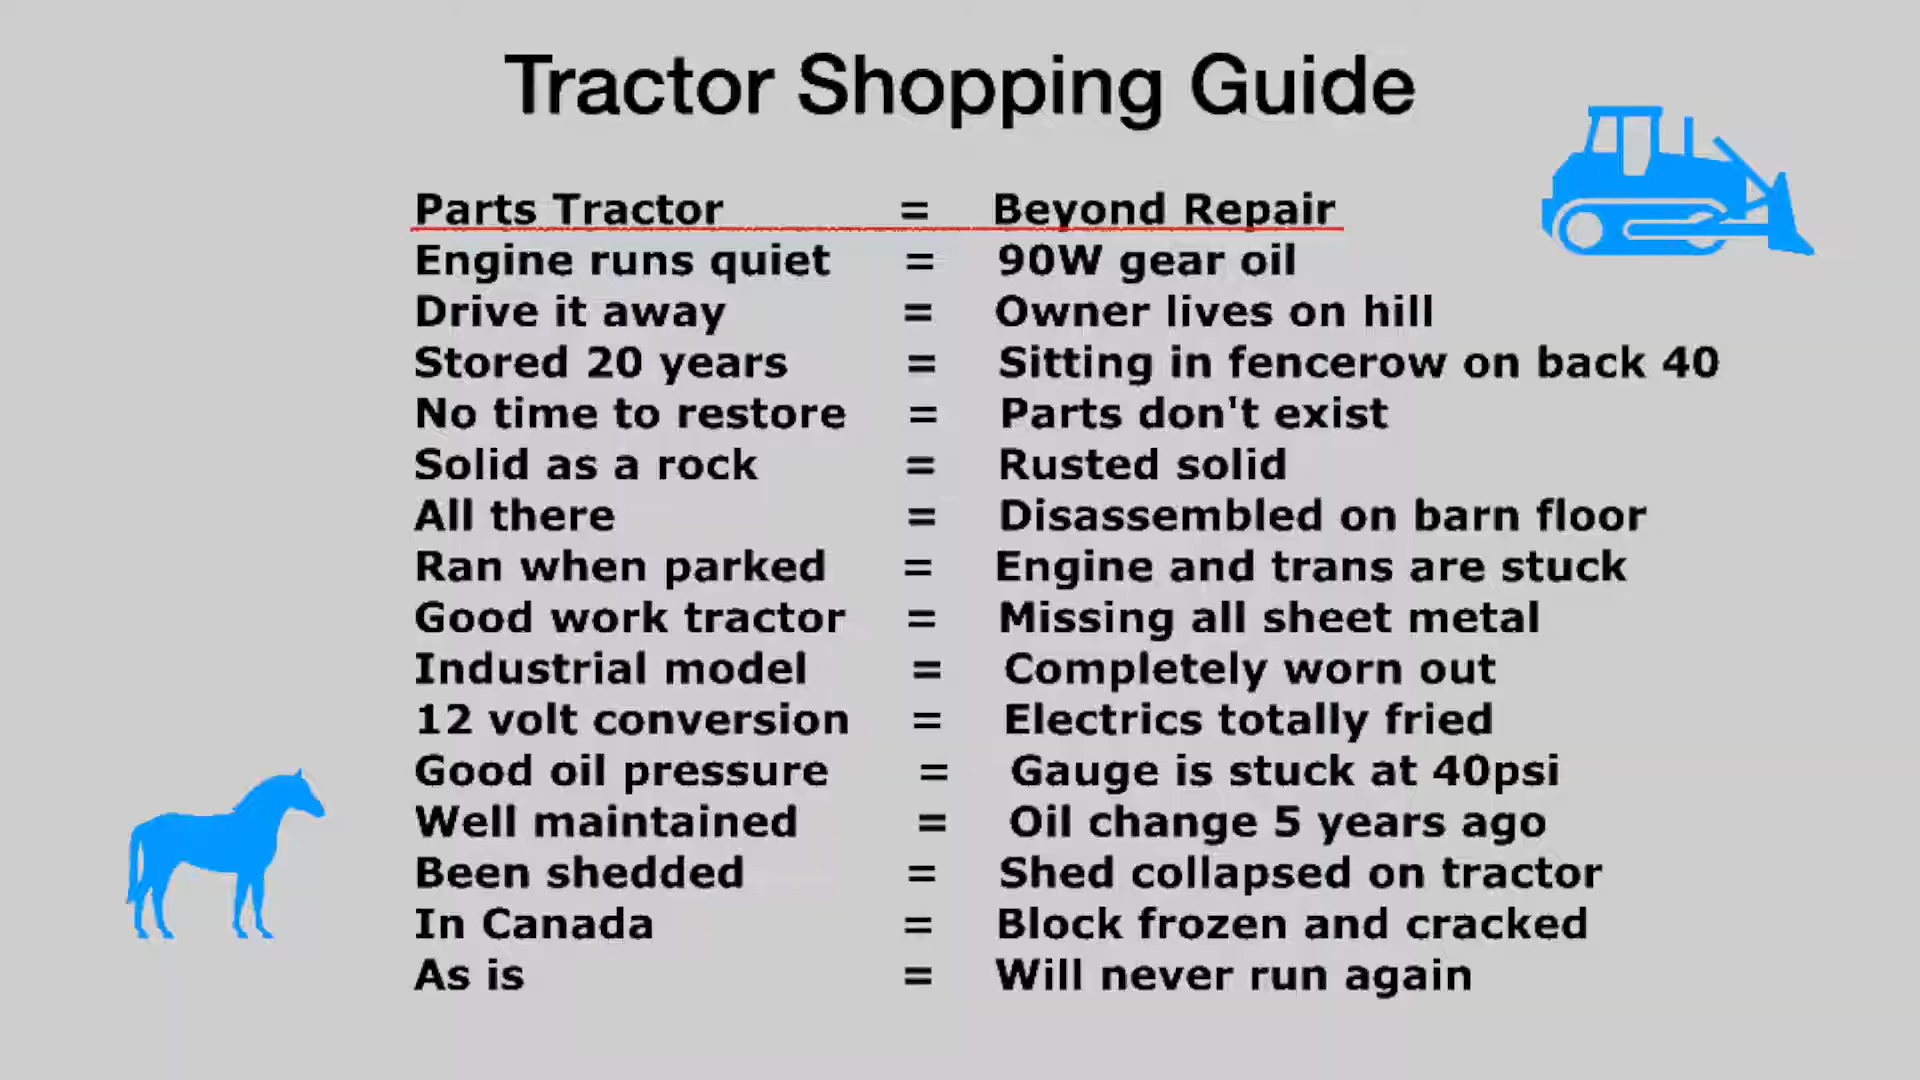 Tractor Shopping Guide
Parts Tractor = Beyond Repair
Engine runs quiet = 90W gear oil
Drive it away = Owner lives on hill
Stored 20 years = Sitting in fencerow on back 40
No time to restore = Parts don't exist
Solid as a rock = Rusted solid
All there = Disassembled on barn floor
Ran when parked = Engine and trans are stuck
Good work tractor = Missing all sheet metal
Industrial model = Completely worn out
12 volt conversion = Electrics totally fried
Good oil pressure = Gauge is stuck at 40psi
Well maintained = Oil change 5 years ago
Been shedded = Shed collapsed on tractor
In Canada = Block frozen and cracked
As is = Will never run again